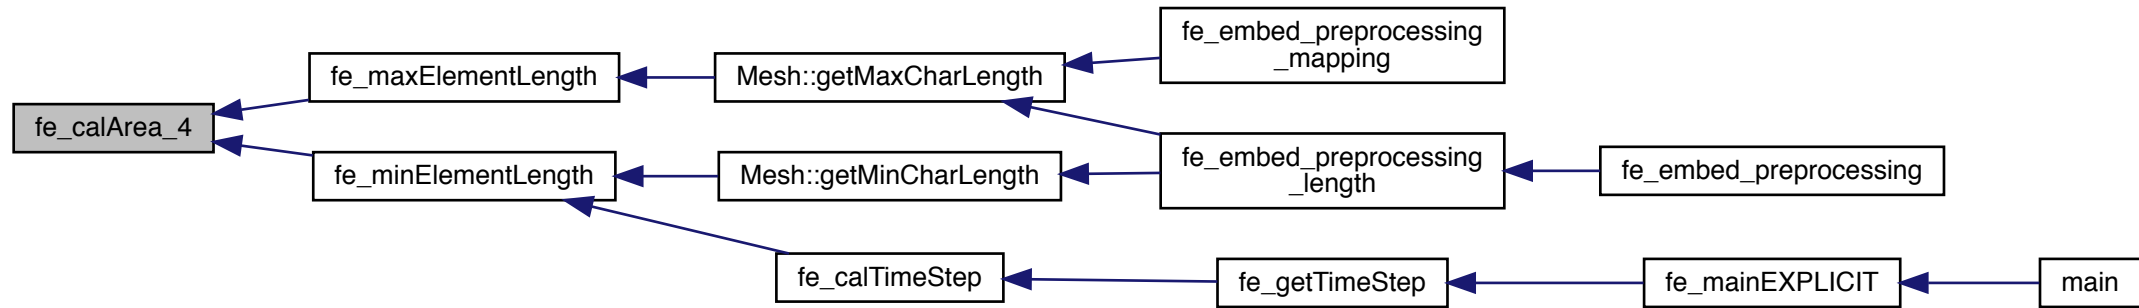 fe_calArea_4
fe_maxElementLength
fe_minElementLength
Mesh::getMaxCharLength
Mesh::getMinCharLength
fe_calTimeStep
fe_embed_preprocessing
_mapping
fe_embed_preprocessing
_length
fe_getTimeStep
fe_embed_preprocessing
fe_mainEXPLICIT
main